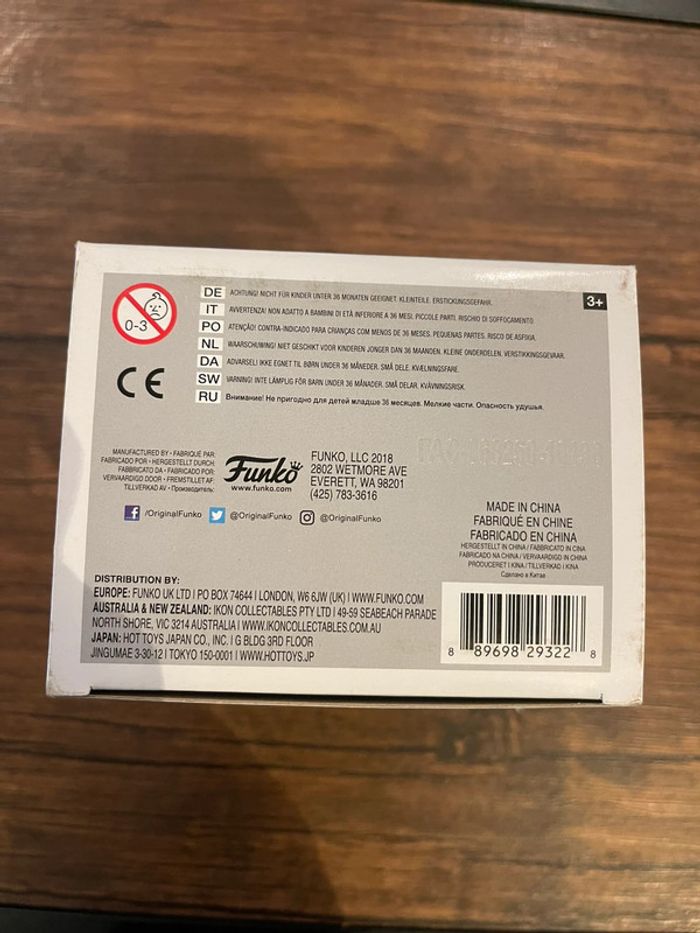 0-3
DE ACHTUNG! NICHT FÜR KINDER UNTER 36 MONATEN GEEIGNET. KLEINTEILE. ERSTICKUNGSGEFAHR.
IT AVVERTENZA! NON ADATTO A BAMBINI DI ETÀ INFERIORE A 36 MESI. PICCOLE PARTI. RISCHIO DI SOFFOCAMENTO
PO ATENÇÃO! CONTRA-INDICADO PARA CRIANÇAS COM MENOS DE 36 MESES. PEQUENAS PARTES. RISCO DE ASFIXIA.
NL WAARSCHUWING! NIET GESCHIKT VOOR KINDEREN JONGER DAN 36 MAANDEN. KLEINE ONDERDELEN. VERSTIKKINGSGEVAAR.
DA ADVARSEL! IKKE EGNET TIL BØRN UNDER 36 MÅNEDER. SMÅ DELE. KVÆLNINGSFARE.
SW VARNING! INTE LÄMPLIG FÖR BARN UNDER 36 MÅNADER. SMÅ DELAR. KVÄVNINGSRISK.
RU Внимание! Не пригодно для детей младше 36 месяцев. Мелкие части. Опасность удушья.
3+
CE
MANUFACTURED BY • FABRIQUÉ PAR
FABRICADO POR • HERGESTELLT DURCH
FABBRICATO DA • FABRICADO POR
VERVAARDIGD DOOR • FREMSTILLET AF
TILLVERKAD AV • Производитель:
Funko
www.funko.com
FUNKO, LLC 2018
2802 WETMORE AVE
EVERETT, WA 98201
(425) 783-3616
/OriginalFunko @OriginalFunko @OriginalFunko
MADE IN CHINA
FABRIQUÉ EN CHINE
FABRICADO EN CHINA
HERGESTELLT IN CHINA / FABBRICATO IN CINA
FABRICADO NA CHINA / VERVAARDIGD IN CHINA
PRODUCERET I KINA / TILLVERKAD I KINA
Сделано в Китае
DISTRIBUTION BY:
EUROPE: FUNKO UK LTD | PO BOX 74644 | LONDON, W6 6JW (UK) | WWW.FUNKO.COM
AUSTRALIA & NEW ZEALAND: IKON COLLECTABLES PTY LTD | 49-59 SEABEACH PARADE
NORTH SHORE, VIC 3214 AUSTRALIA | WWW.IKONCOLLECTABLES.COM.AU
JAPAN: HOT TOYS JAPAN CO., INC. | G BLDG 3RD FLOOR
JINGUMAE 3-30-12 | TOKYO 150-0001 | WWW.HOTTOYS.JP
8 89698 29322 8